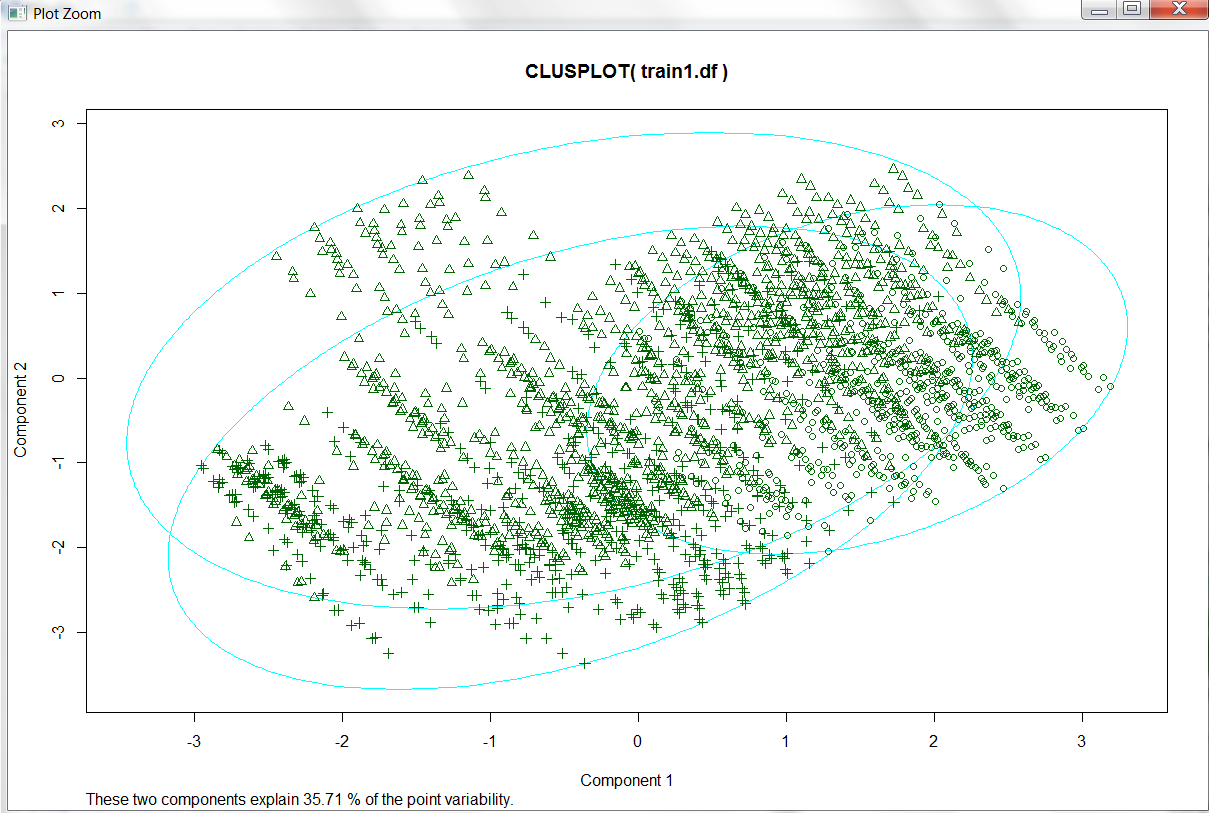 Plot Zoom
CLUSPLOT( train1.df )
3
2
1
0
-1
-2
-3
Component 2
-3 -2 -1 0 1 2 3
Component 1
These two components explain 35.71 % of the point variability.